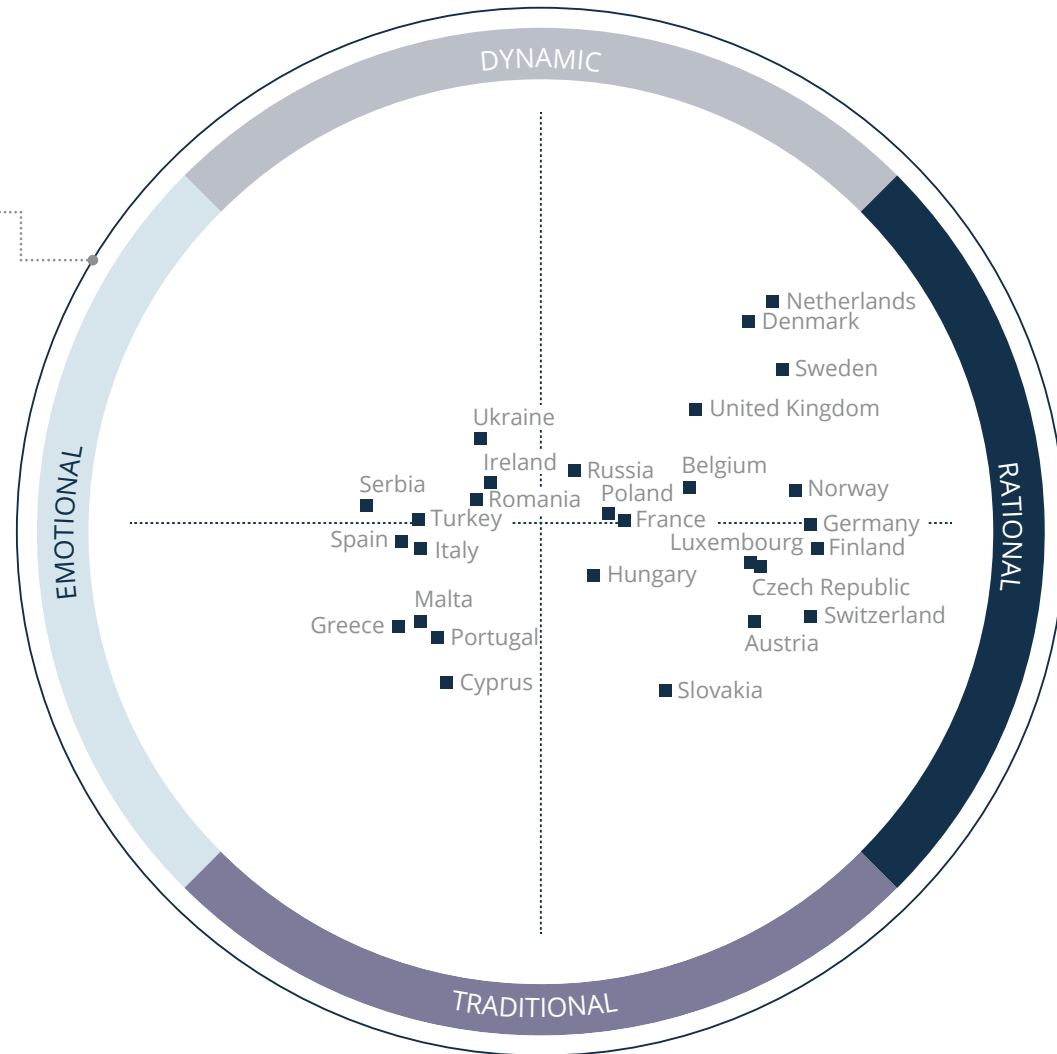 DYNAMIC
Netherlands
Denmark
Sweden
United Kingdom
Ukraine
Ireland
Russia
Belgium
Serbia
Romania
Poland
Norway
Turkey
France
Germany
Spain
Italy
Luxembourg
Finland
Hungary
Czech Republic
Malta
Greece
Portugal
Switzerland
Austria
Cyprus
Slovakia
EMOTIONAL
RATIONAL
TRADITIONAL